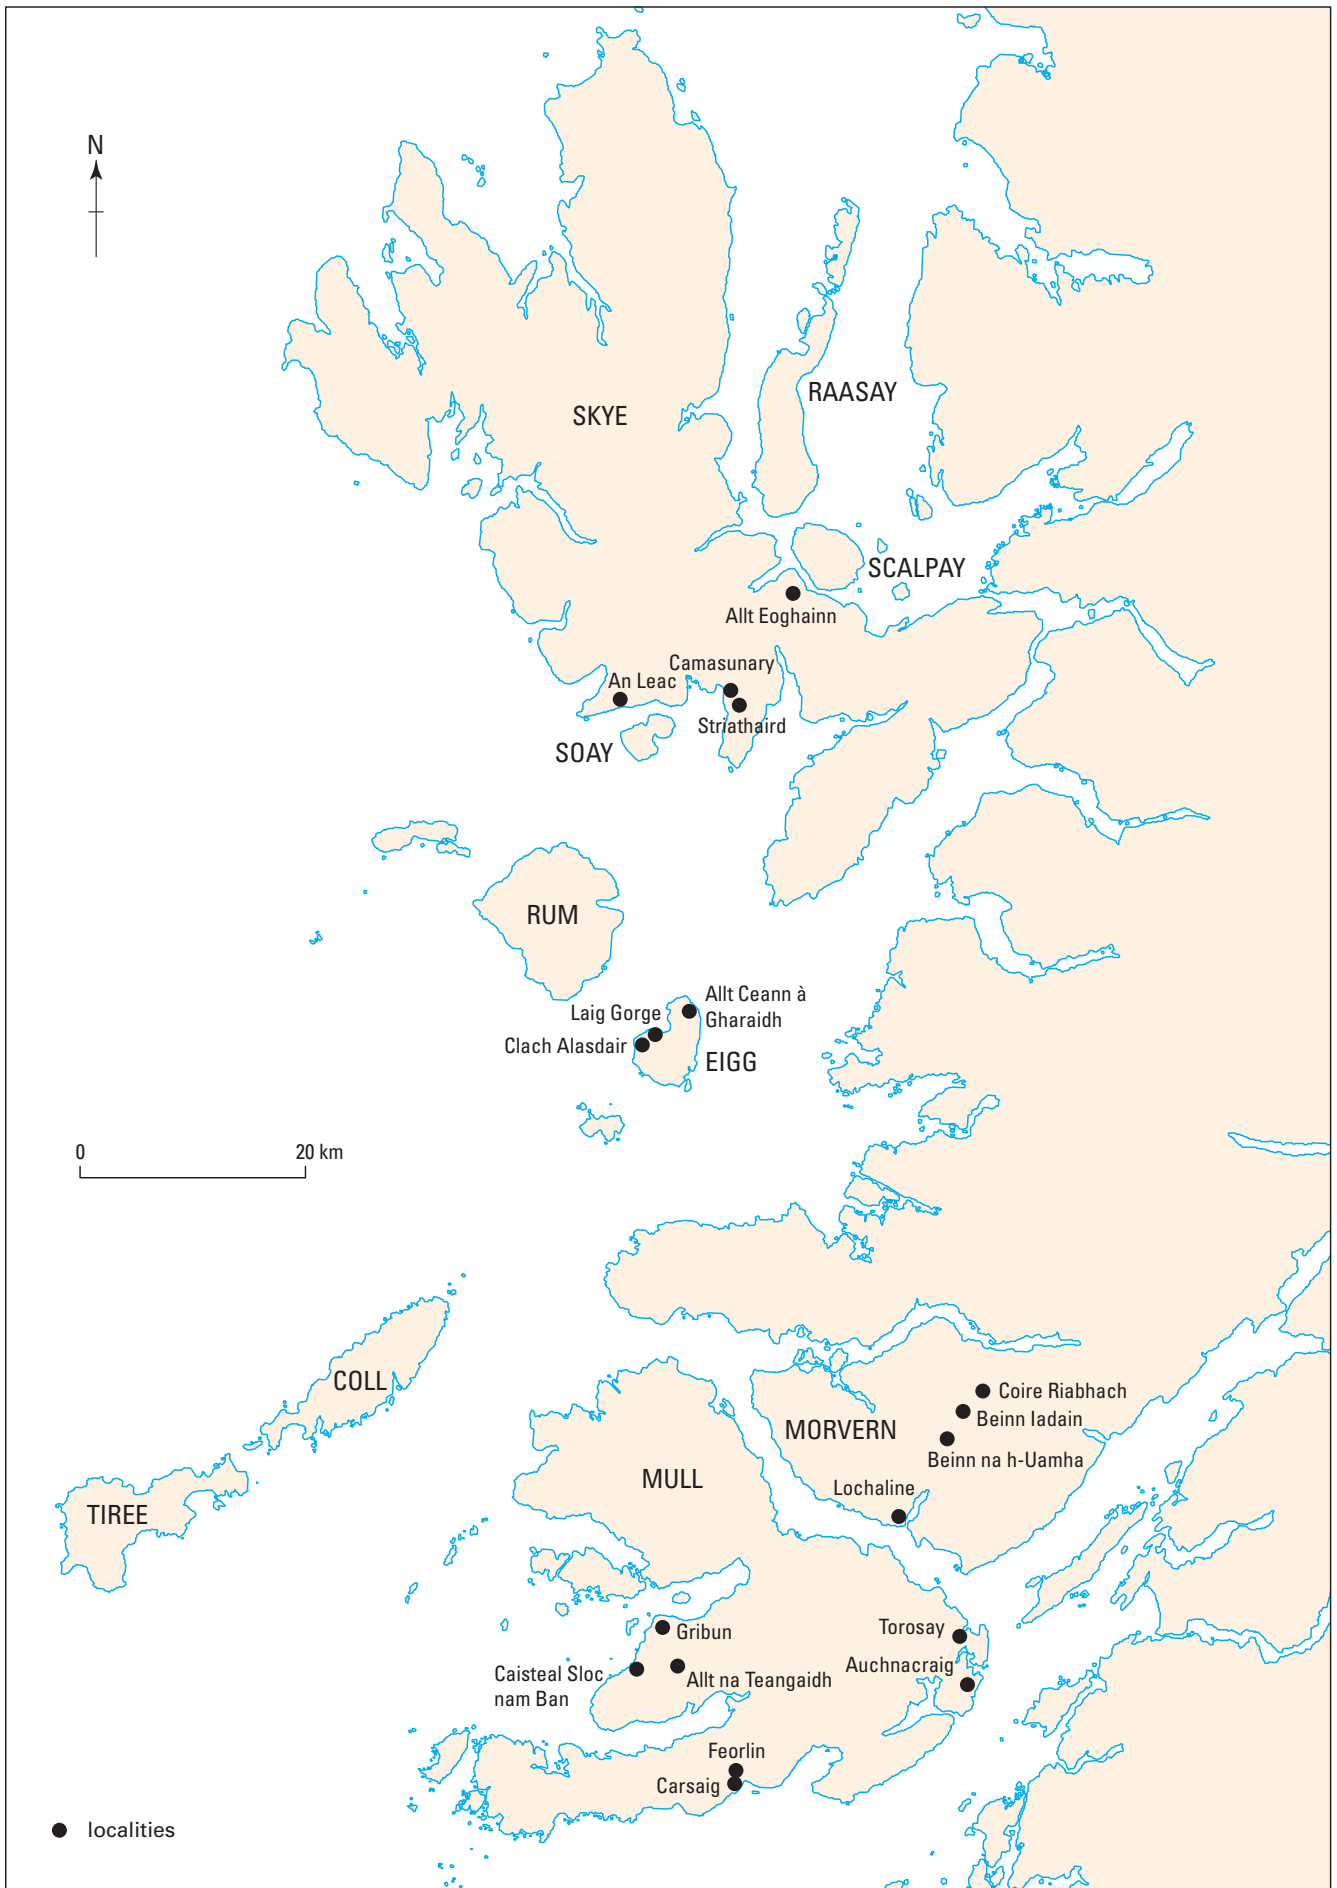 N
RAASAY
SKYE
SCALPAY
Allt Eoghainn
Camasunary
An Leac
Striathaird
SOAY
RUM
Allt Ceann à
Gharaidh
Laig Gorge
Clach Alasdair
EIGG
0 20 km
COLL
Coire Riabhach
Beinn Iadain
MORVERN
Beinn na h-Uamha
MULL
Lochaline
TIREE
Torosay
Gribun
Auchnacraig
Caisteal Sloc
nam Ban
Allt na Teangaidh
Feorlin
Carsaig
localities